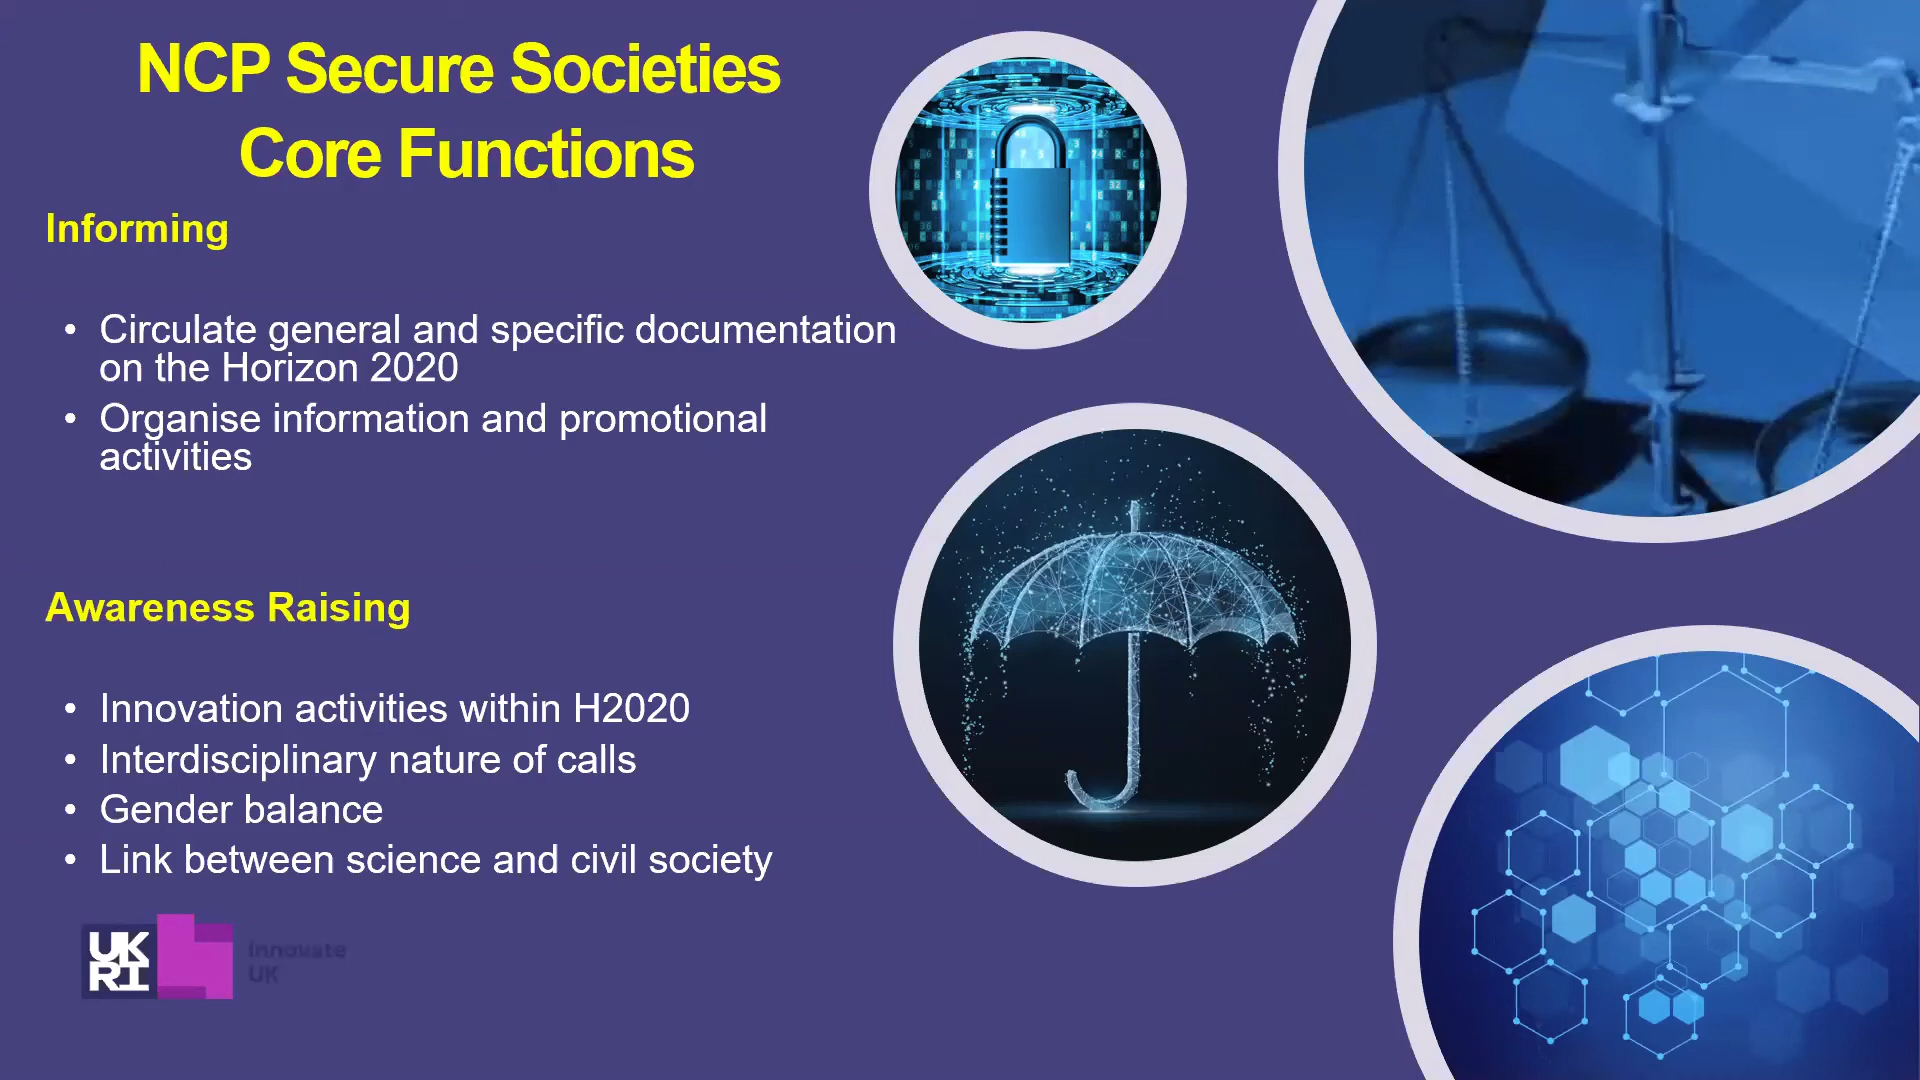 NCP Secure Societies
Core Functions
Informing
• Circulate general and specific documentation
on the Horizon 2020
• Organise information and promotional
activities
Awareness Raising
• Innovation activities within H2020
• Interdisciplinary nature of calls
• Gender balance
• Link between science and civil society
UK
RI
Innovate
UK